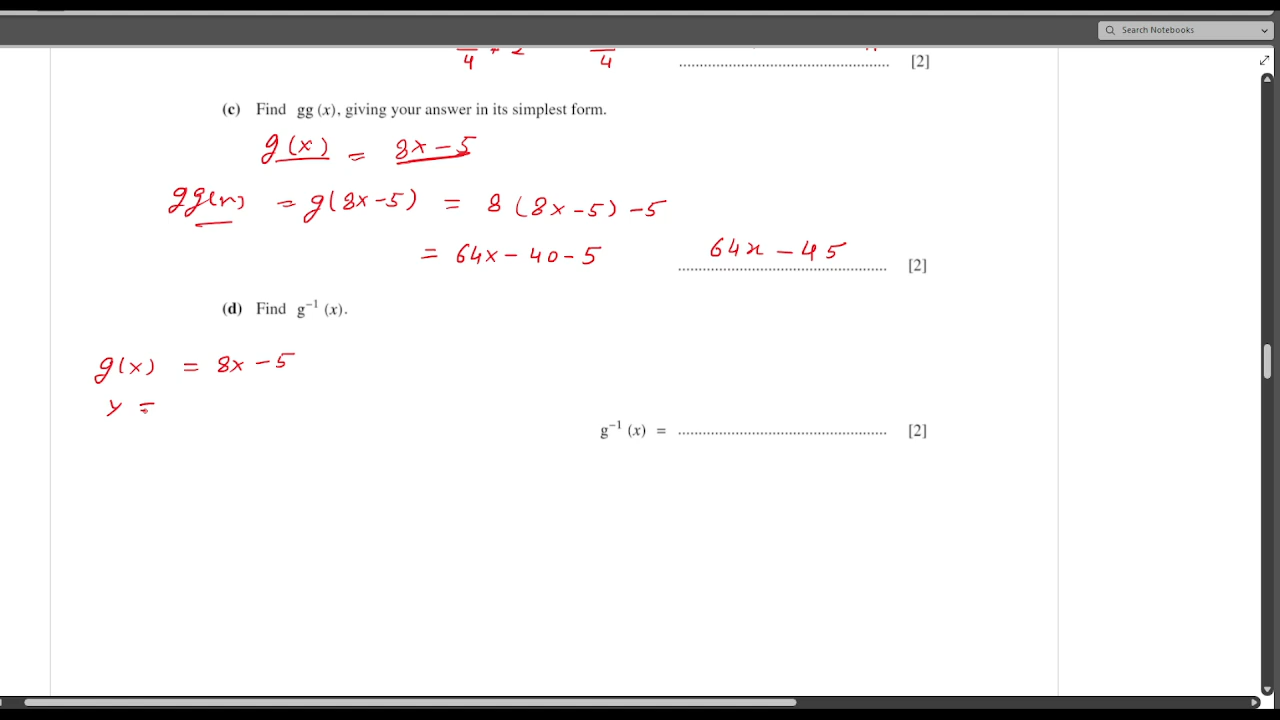 Search Notebooks
4 + 2 4
.................................................. [2]
(c) Find gg (x), giving your answer in its simplest form.
g(x) = 8x - 5
gg(x) = g(8x - 5) = 8 (8x - 5) - 5
= 64x - 40 - 5 64x - 45
.................................................. [2]
(d) Find g⁻¹ (x).
g(x) = 8x - 5
y =
g⁻¹ (x) = .................................................. [2]